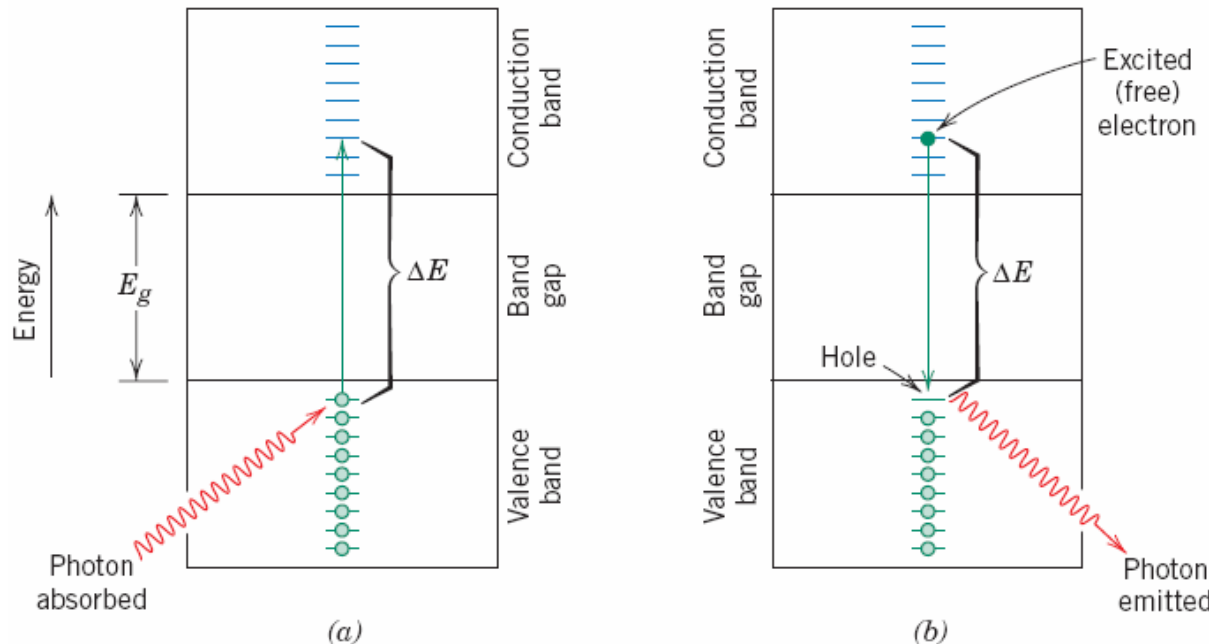 Energy
E_g
Conduction
band
Band
gap
Valence
band
ΔE
Photon
absorbed
(a)
Conduction
band
Band
gap
Valence
band
Excited
(free)
electron
ΔE
Hole
Photon
emitted
(b)